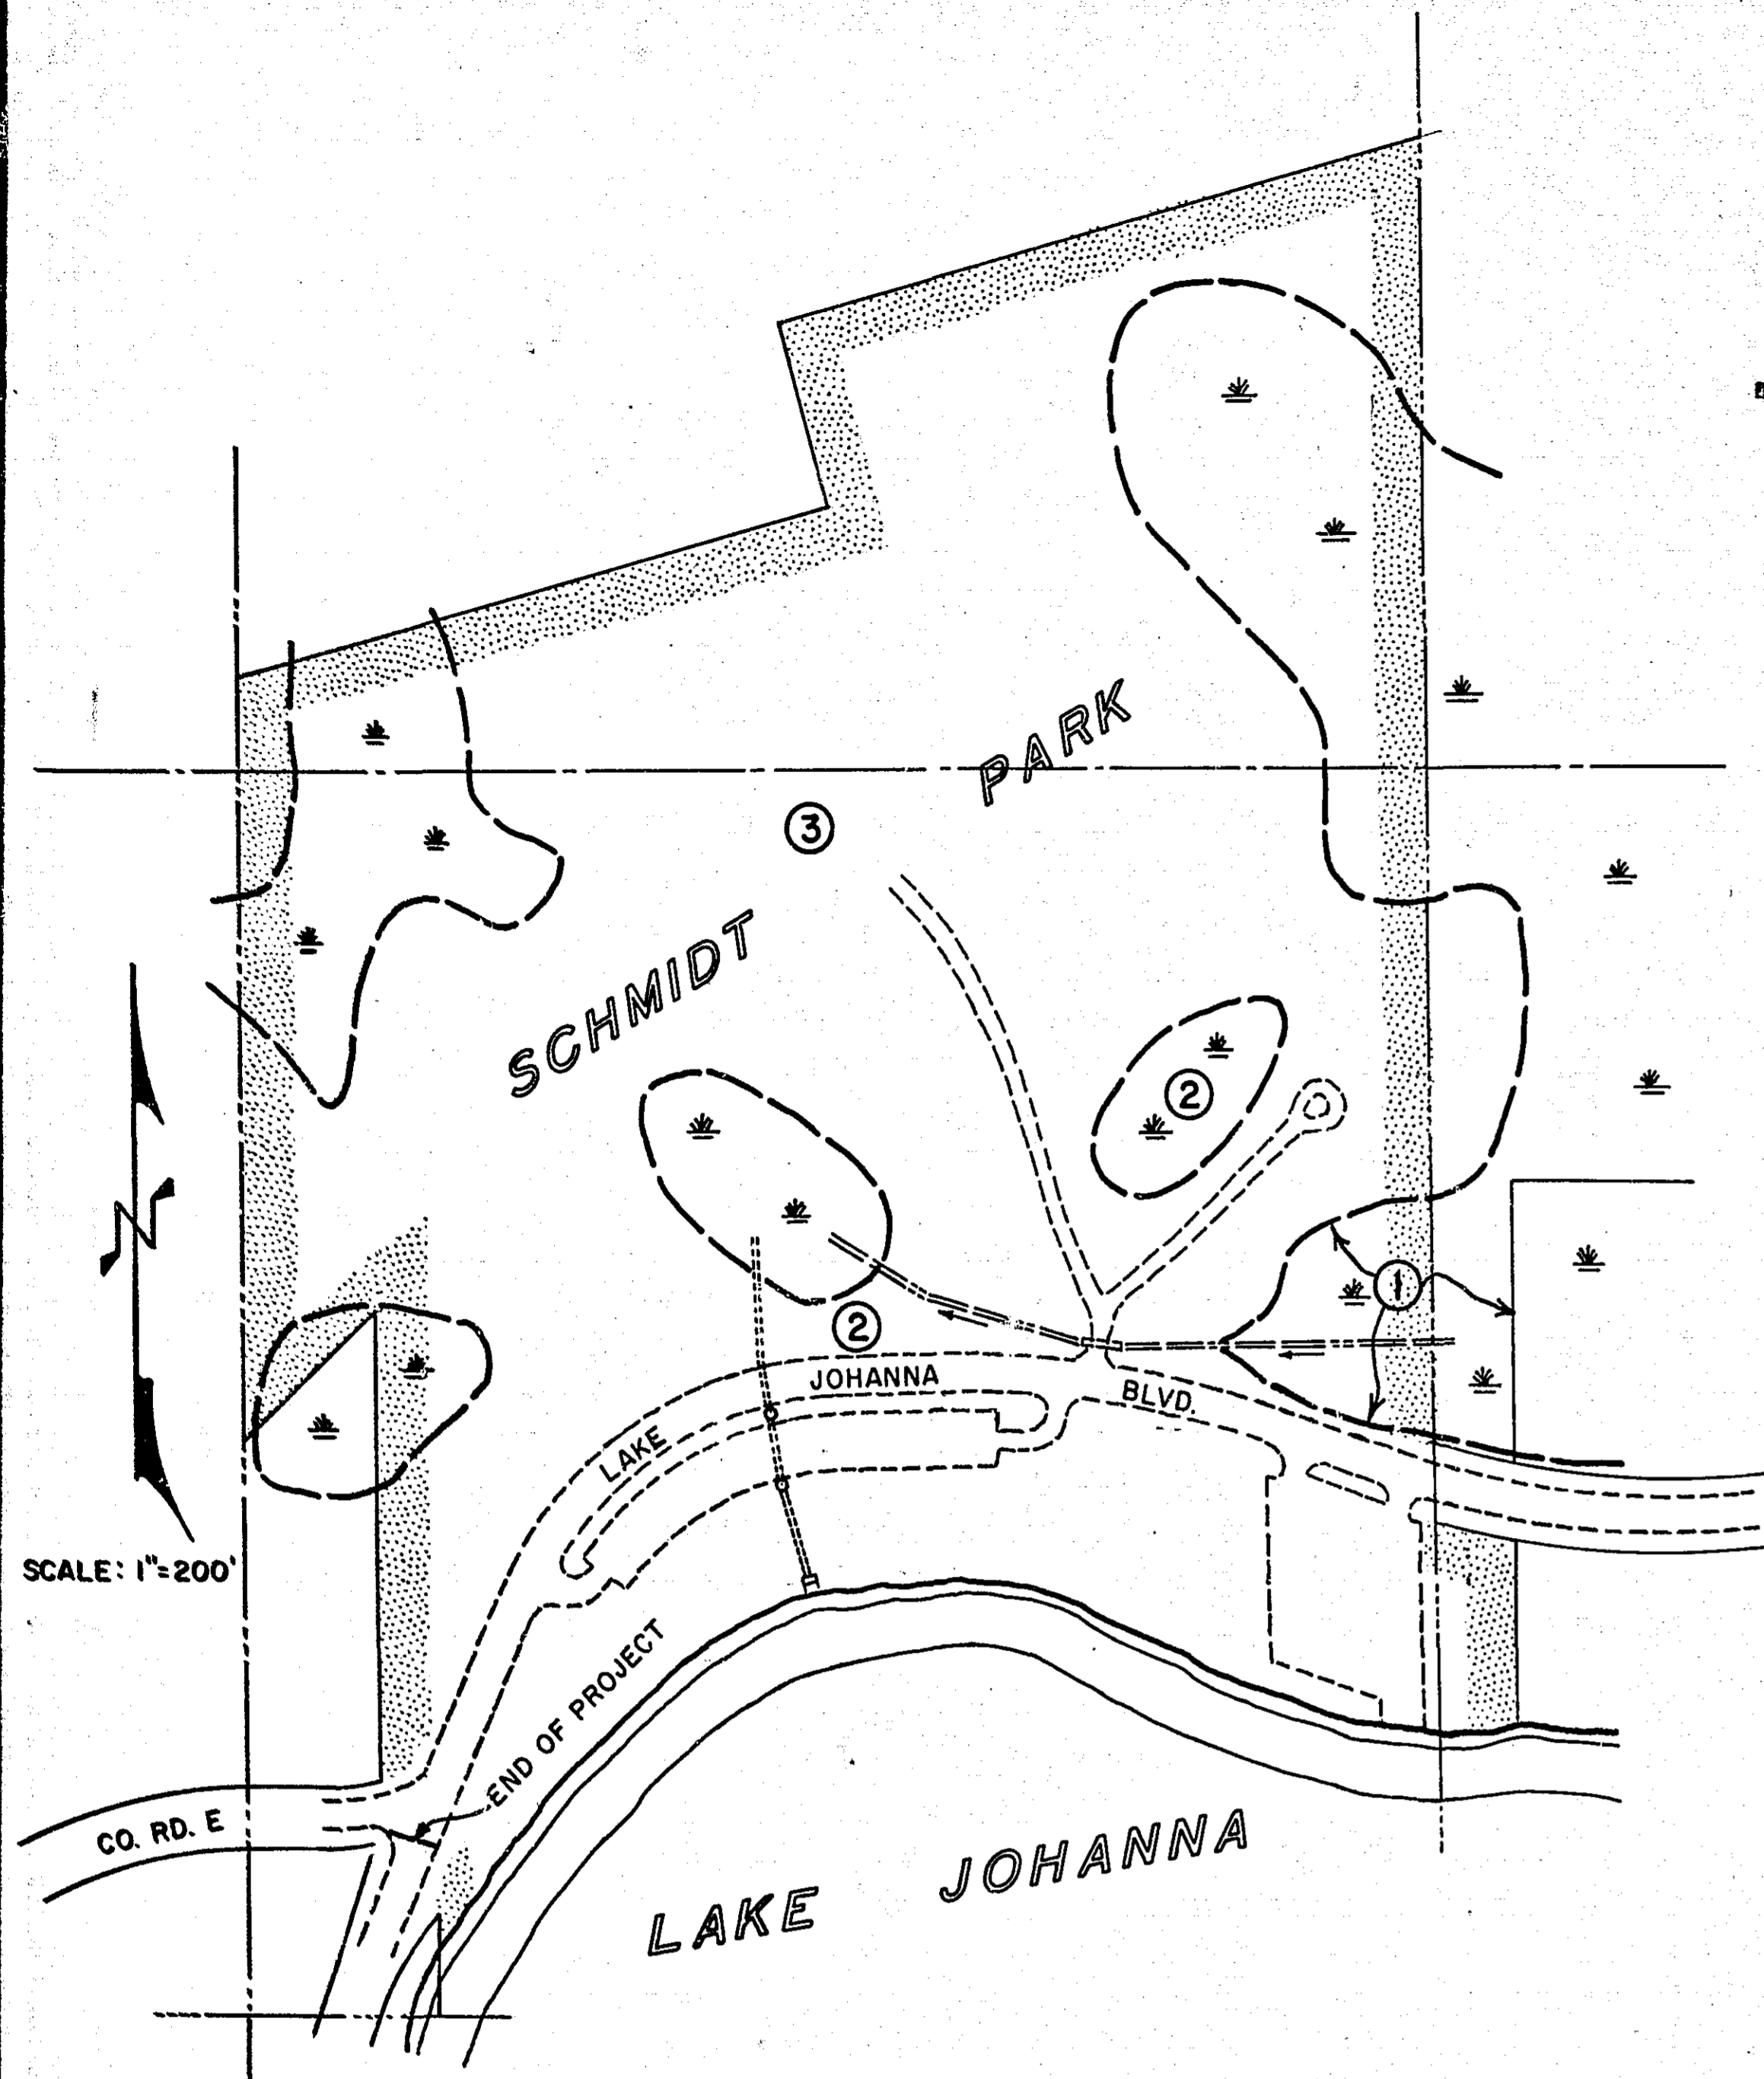 PARK
③
SCHMIDT
②
①
②
JOHANNA
BLVD.
LAKE
SCALE: 1"=200'
END OF PROJECT
CO. RD. E
LAKE JOHANNA